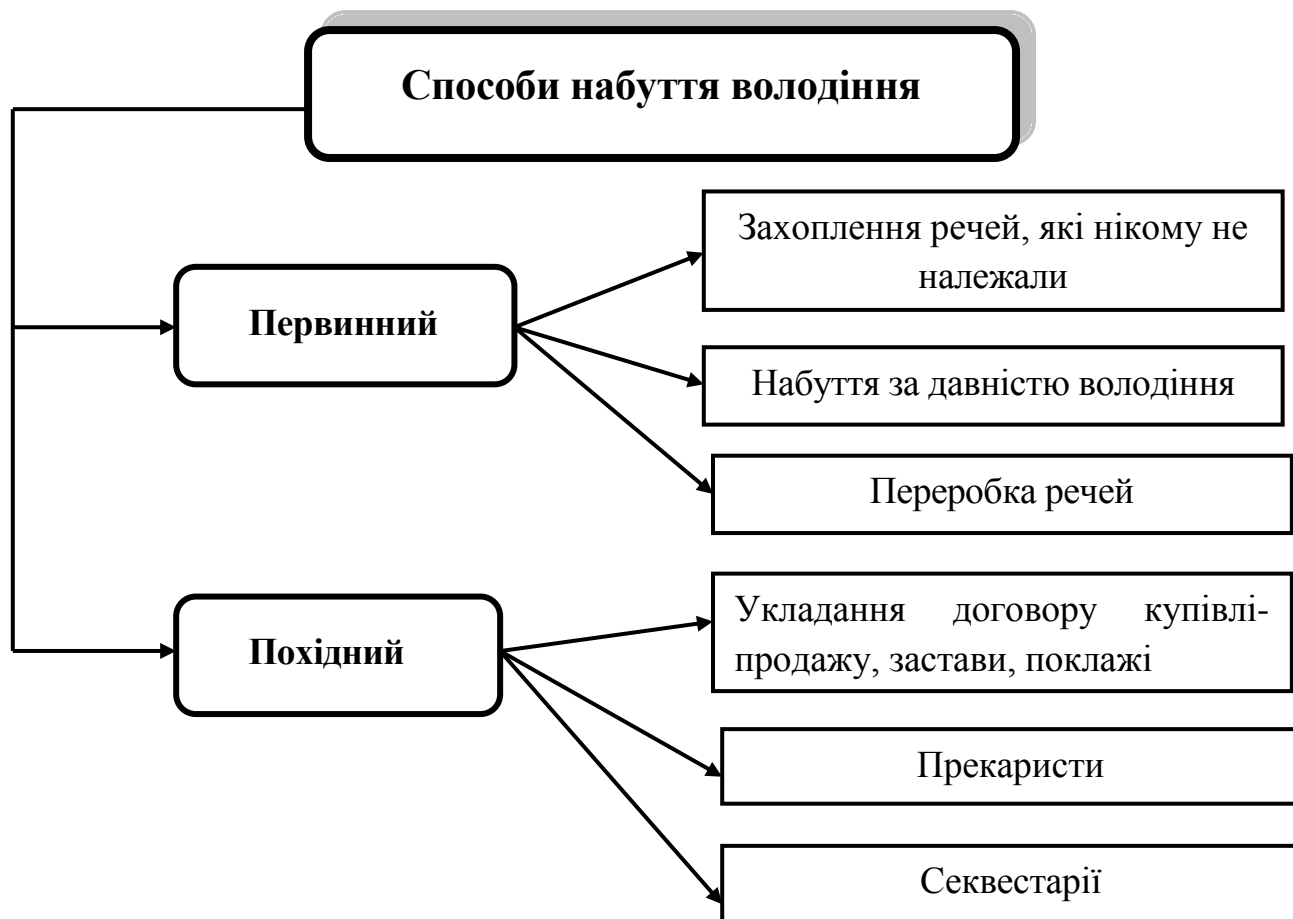 Способи набуття володіння
Захоплення речей, які нікому не
належали
Первинний
Набуття за давністю володіння
Переробка речей
Укладання договору купівлі-
продажу, застави, поклажі
Похідний
Прекаристи
Секвестарії